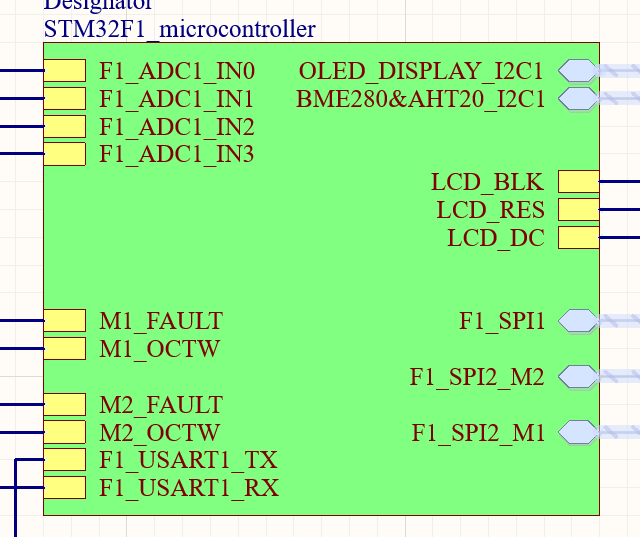 Designator
STM32F1_microcontroller
F1_ADC1_IN0 OLED_DISPLAY_I2C1
F1_ADC1_IN1 BME280&AHT20_I2C1
F1_ADC1_IN2
F1_ADC1_IN3
LCD_BLK
LCD_RES
LCD_DC
M1_FAULT F1_SPI1
M1_OCTW
F1_SPI2_M2
M2_FAULT
M2_OCTW F1_SPI2_M1
F1_USART1_TX
F1_USART1_RX